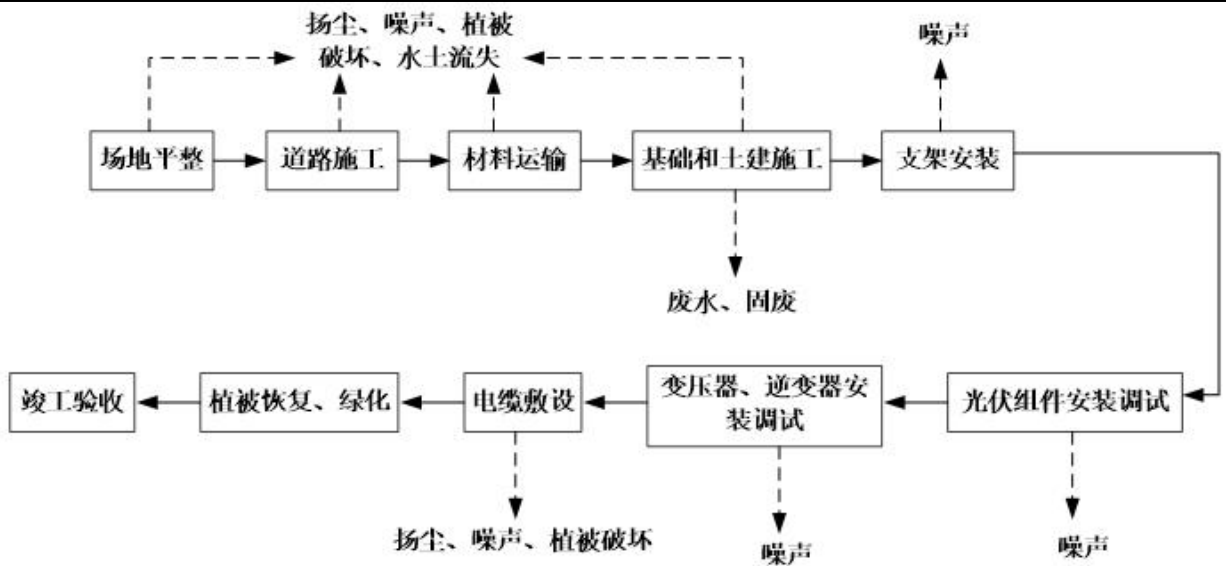 扬尘、噪声、植被
破坏、水土流失
噪声
场地平整
道路施工
材料运输
基础和土建施工
支架安装
废水、固废
竣工验收
植被恢复、绿化
电缆敷设
变压器、逆变器安
装调试
光伏组件安装调试
扬尘、噪声、植被破坏
噪声
噪声